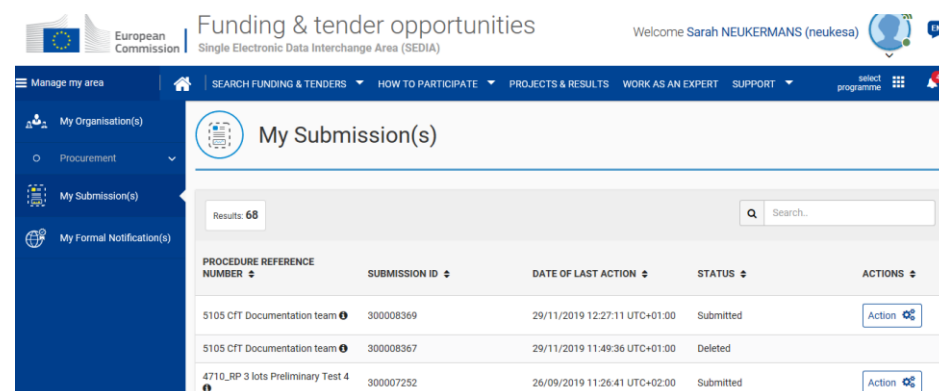 European
Commission
Funding & tender opportunities
Single Electronic Data Interchange Area (SEDIA)
Welcome Sarah NEUKERMANS (neukesa)
EN
Manage my area
SEARCH FUNDING & TENDERS
HOW TO PARTICIPATE
PROJECTS & RESULTS
WORK AS AN EXPERT
SUPPORT
select
programme
My Organisation(s)
Procurement
My Submission(s)
My Formal Notification(s)
My Submission(s)
Results: 68
Search..
PROCEDURE REFERENCE
NUMBER
SUBMISSION ID
DATE OF LAST ACTION
STATUS
ACTIONS
5105 CfT Documentation team
300008369
29/11/2019 12:27:11 UTC+01:00
Submitted
Action
5105 CfT Documentation team
300008367
29/11/2019 11:49:36 UTC+01:00
Deleted
4710_RP 3 lots Preliminary Test 4
300007252
26/09/2019 11:26:41 UTC+02:00
Submitted
Action